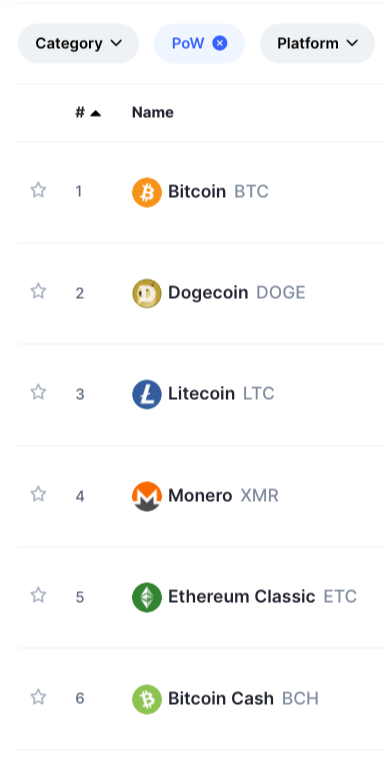 Category PoW Platform
# Name
1 Bitcoin BTC
2 Dogecoin DOGE
3 Litecoin LTC
4 Monero XMR
5 Ethereum Classic ETC
6 Bitcoin Cash BCH